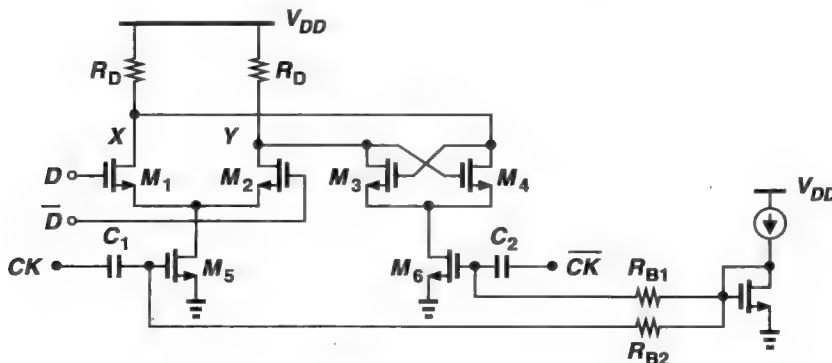 V_DD
R_D R_D
X Y
D M_1 M_2 M_3 M_4
V_DD
D̅
C_1 C_2
CK M_5 M_6 C̅K̅ R_B1
R_B2